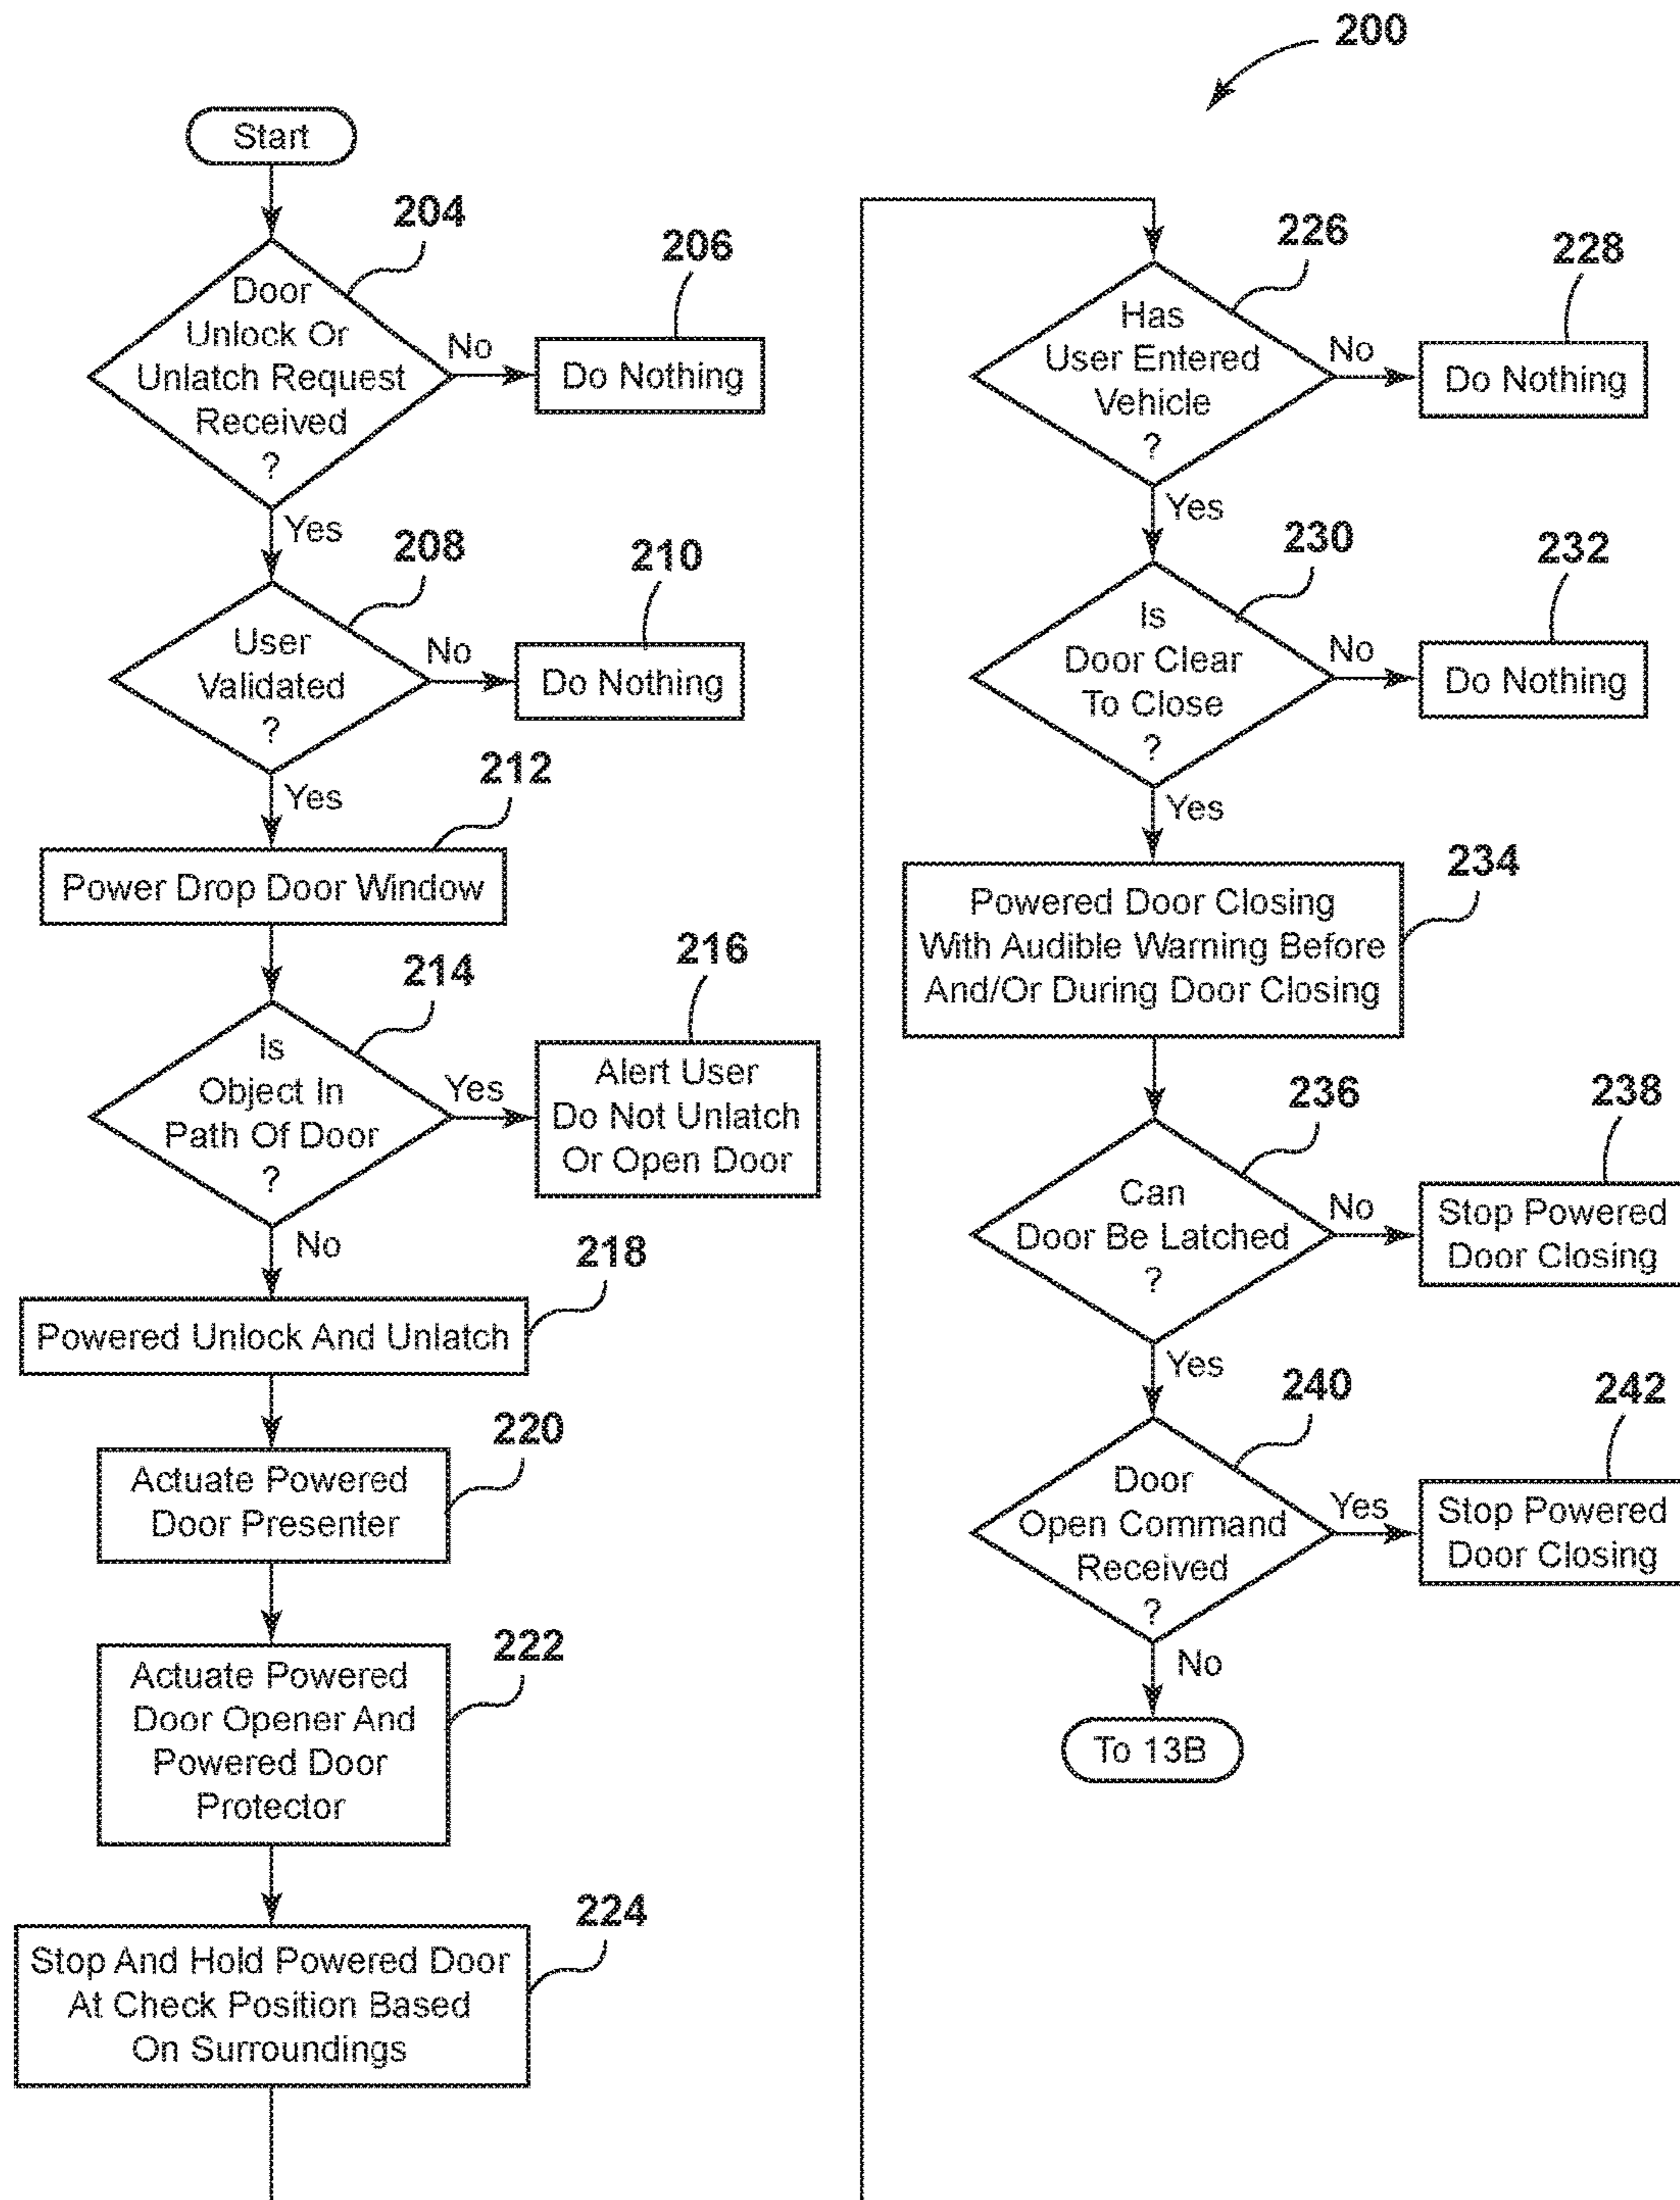 200
Start
204
Door
Unlock Or
Unlatch Request
Received
?
No
206
Do Nothing
Yes
208
User
Validated
?
No
210
Do Nothing
Yes
212
Power Drop Door Window
214
Is
Object In
Path Of Door
?
Yes
216
Alert User
Do Not Unlatch
Or Open Door
No
218
Powered Unlock And Unlatch
220
Actuate Powered
Door Presenter
222
Actuate Powered
Door Opener And
Powered Door
Protector
224
Stop And Hold Powered Door
At Check Position Based
On Surroundings
226
Has
User Entered
Vehicle
?
No
228
Do Nothing
Yes
230
Is
Door Clear
To Close
?
No
232
Do Nothing
Yes
234
Powered Door Closing
With Audible Warning Before
And/Or During Door Closing
236
Can
Door Be Latched
?
No
238
Stop Powered
Door Closing
Yes
240
Door
Open Command
Received
?
Yes
242
Stop Powered
Door Closing
No
To 13B